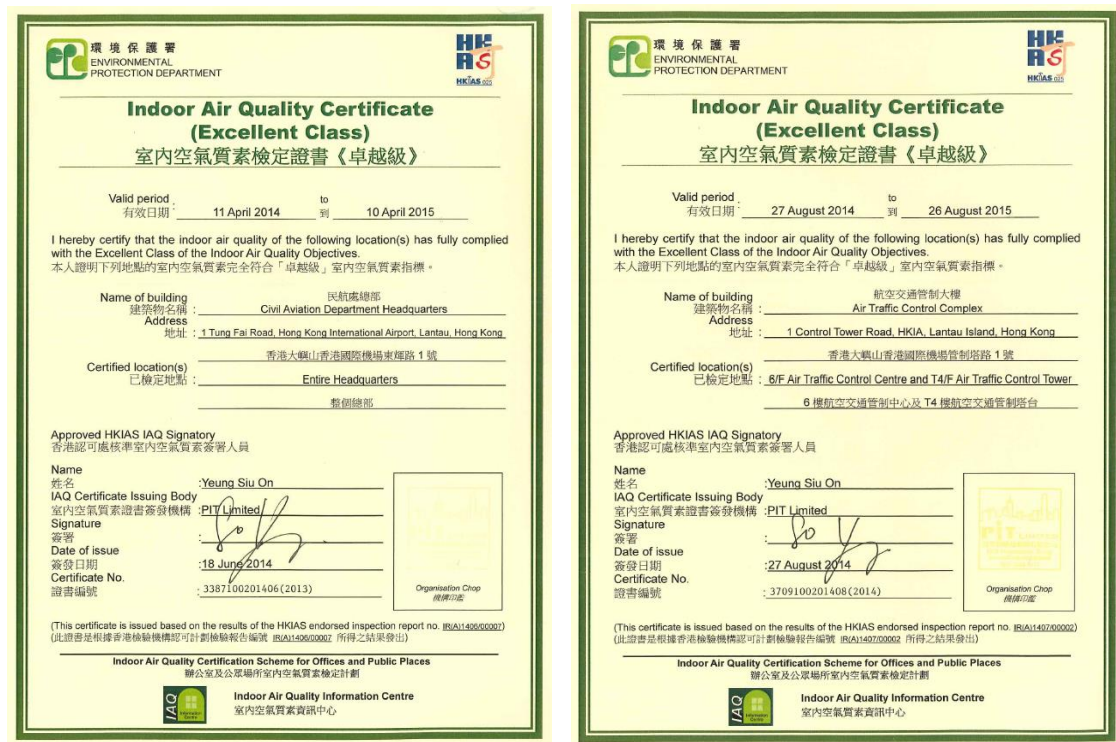 環境保護署
ENVIRONMENTAL
PROTECTION DEPARTMENT
HKIAS 025
Indoor Air Quality Certificate
(Excellent Class)
室內空氣質素檢定證書《卓越級》
Valid period : 11 April 2014 to 10 April 2015
有效日期 到
I hereby certify that the indoor air quality of the following location(s) has fully complied
with the Excellent Class of the Indoor Air Quality Objectives.
本人證明下列地點的室內空氣質素完全符合「卓越級」室內空氣質素指標。
Name of building 民航處總部
建築物名稱 : Civil Aviation Department Headquarters
Address
地址 : 1 Tung Fai Road, Hong Kong International Airport, Lantau, Hong Kong
香港大嶼山香港國際機場東輝路 1 號
Certified location(s)
已檢定地點 : Entire Headquarters
整個總部
Approved HKIAS IAQ Signatory
香港認可處核準室內空氣質素簽署人員
Name
姓名 :Yeung Siu On
IAQ Certificate Issuing Body
室內空氣質素證書簽發機構 :PIT Limited
Signature
簽署 :
Date of issue
簽發日期 :18 June 2014
Certificate No.
證書編號 : 3387100201406(2013)
Organisation Chop
機構印鑑
(This certificate is issued based on the results of the HKIAS endorsed inspection report no. IR(A)1406/00007)
(此證書是根據香港檢驗機構認可計劃檢驗報告編號 IR(A)1406/00007 所得之結果發出)
Indoor Air Quality Certification Scheme for Offices and Public Places
辦公室及公眾場所室內空氣質素檢定計劃
IAQ Information Centre
Indoor Air Quality Information Centre
室內空氣質素資訊中心
環境保護署
ENVIRONMENTAL
PROTECTION DEPARTMENT
HKIAS 025
Indoor Air Quality Certificate
(Excellent Class)
室內空氣質素檢定證書《卓越級》
Valid period : 27 August 2014 to 26 August 2015
有效日期 到
I hereby certify that the indoor air quality of the following location(s) has fully complied
with the Excellent Class of the Indoor Air Quality Objectives.
本人證明下列地點的室內空氣質素完全符合「卓越級」室內空氣質素指標。
Name of building 航空交通管制大樓
建築物名稱 : Air Traffic Control Complex
Address
地址 : 1 Control Tower Road, HKIA, Lantau Island, Hong Kong
香港大嶼山香港國際機場管制塔路 1 號
Certified location(s)
已檢定地點 : 6/F Air Traffic Control Centre and T4/F Air Traffic Control Tower
6 樓航空交通管制中心及 T4 樓航空交通管制塔台
Approved HKIAS IAQ Signatory
香港認可處核準室內空氣質素簽署人員
Name
姓名 :Yeung Siu On
IAQ Certificate Issuing Body
室內空氣質素證書簽發機構 :PIT Limited
Signature
簽署 :
Date of issue
簽發日期 :27 August 2014
Certificate No.
證書編號 : 3709100201408(2014)
PIT
Organisation Chop
機構印鑑
(This certificate is issued based on the results of the HKIAS endorsed inspection report no. IR(A)1407/00002)
(此證書是根據香港檢驗機構認可計劃檢驗報告編號 IR(A)1407/00002 所得之結果發出)
Indoor Air Quality Certification Scheme for Offices and Public Places
辦公室及公眾場所室內空氣質素檢定計劃
IAQ Information Centre
Indoor Air Quality Information Centre
室內空氣質素資訊中心